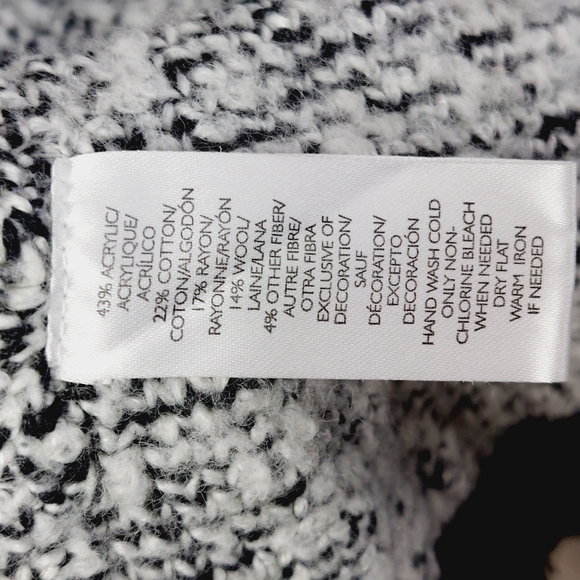 43% ACRYLIC/
ACRYLIQUE/
ACRÍLICO
22% COTTON/
COTON/ALGODÓN
17% RAYON/
RAYONNE/RAYÓN
14% WOOL/
LAINE/LANA
4% OTHER FIBER/
AUTRE FIBRE/
OTRA FIBRA
EXCLUSIVE OF
DECORATION/
SAUF
DÉCORATION/
EXCEPTO
DECORACIÓN
HAND WASH COLD
ONLY NON-
CHLORINE BLEACH
WHEN NEEDED
DRY FLAT
WARM IRON
IF NEEDED